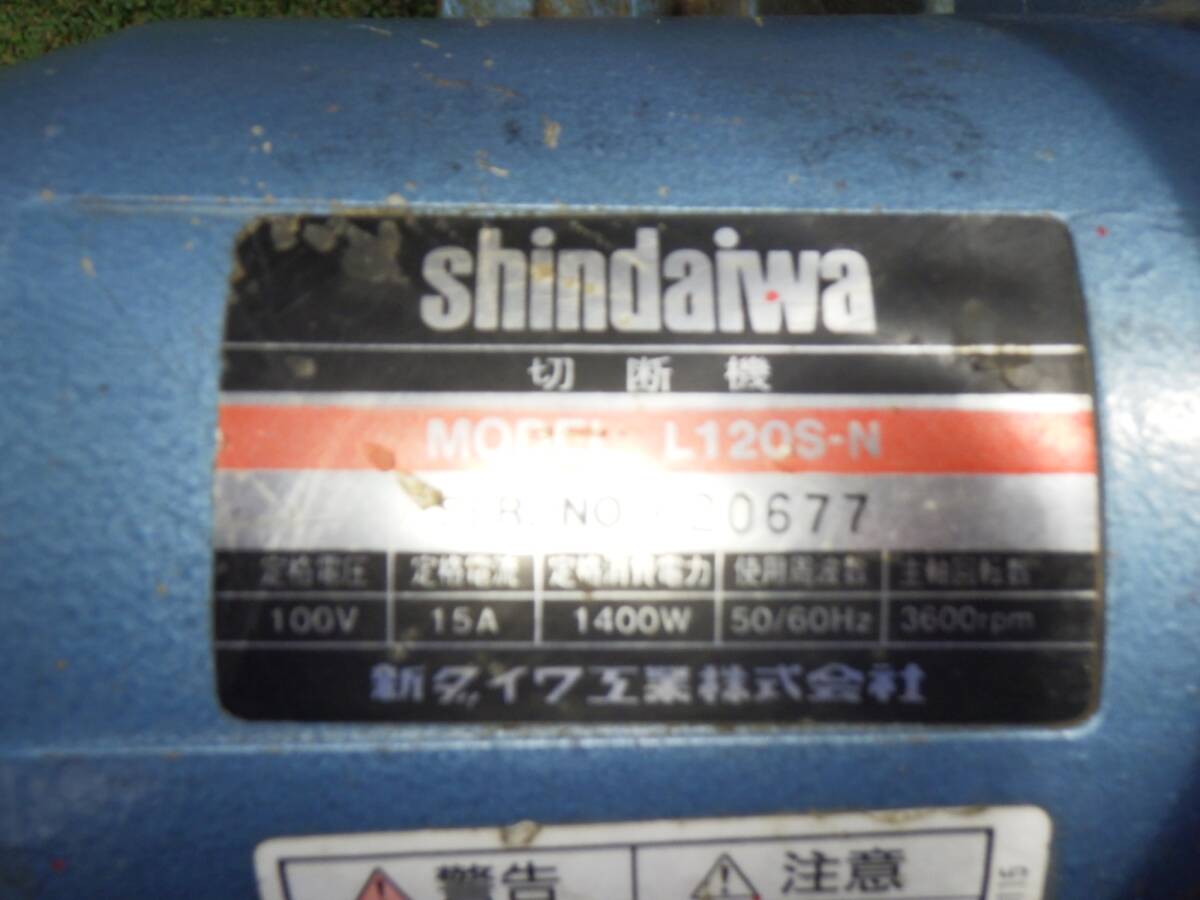 shindaiwa
切断機
MODEL L120S-N
SER. NO 20677
定格電圧 定格電流 定格消費電力 使用周波数 主軸回転数
100V 15A 1400W 50/60Hz 3600rpm
新ダイワ工業株式会社
警告 注意